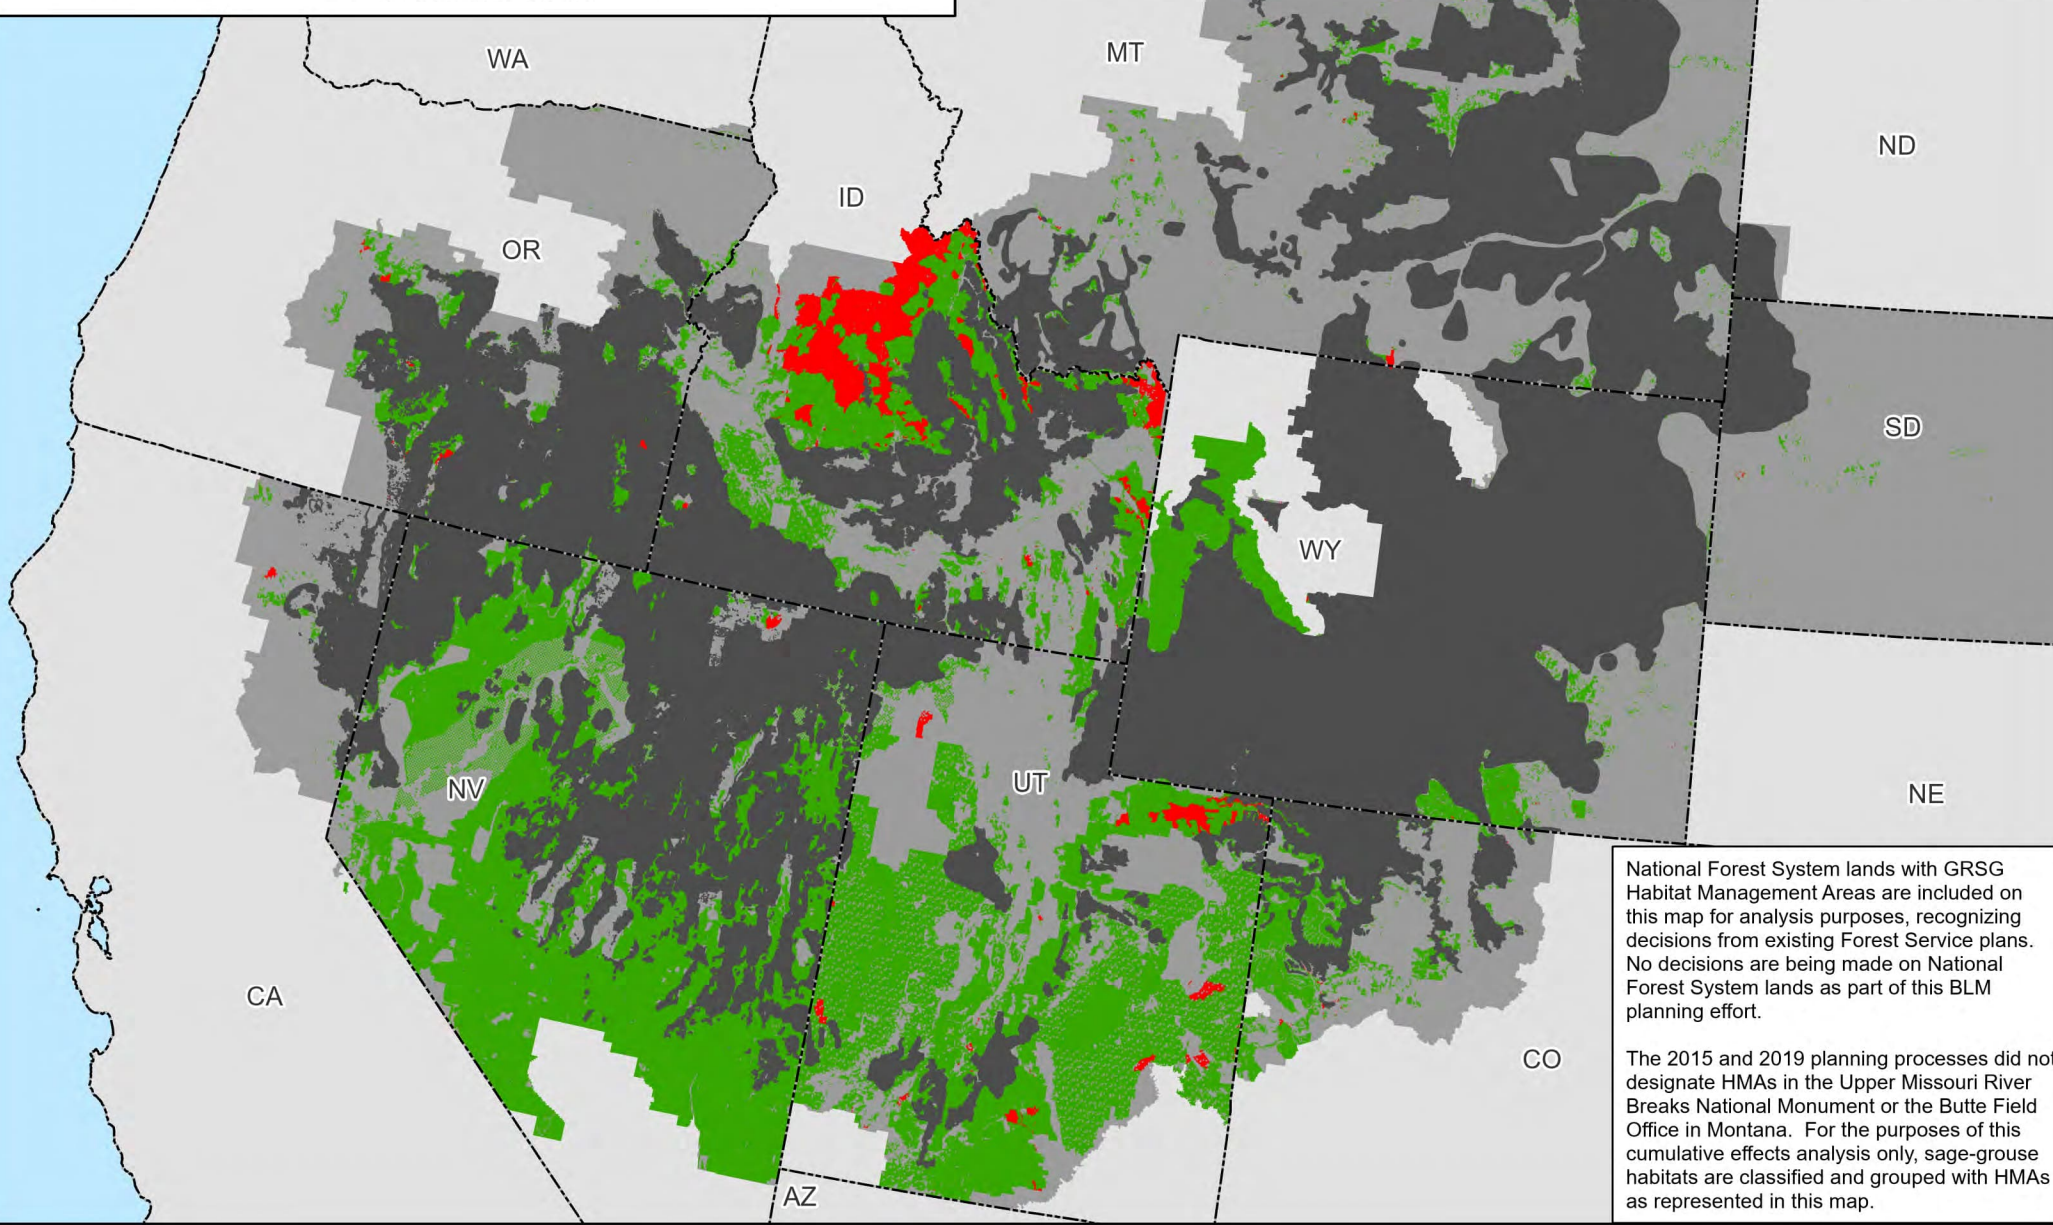 WA
MT
ND
ID
OR
SD
WY
NV
UT
NE
CA
CO
AZ
National Forest System lands with GRSG
Habitat Management Areas are included on
this map for analysis purposes, recognizing
decisions from existing Forest Service plans.
No decisions are being made on National
Forest System lands as part of this BLM
planning effort.
The 2015 and 2019 planning processes did not
designate HMAs in the Upper Missouri River
Breaks National Monument or the Butte Field
Office in Montana. For the purposes of this
cumulative effects analysis only, sage-grouse
habitats are classified and grouped with HMAs
as represented in this map.